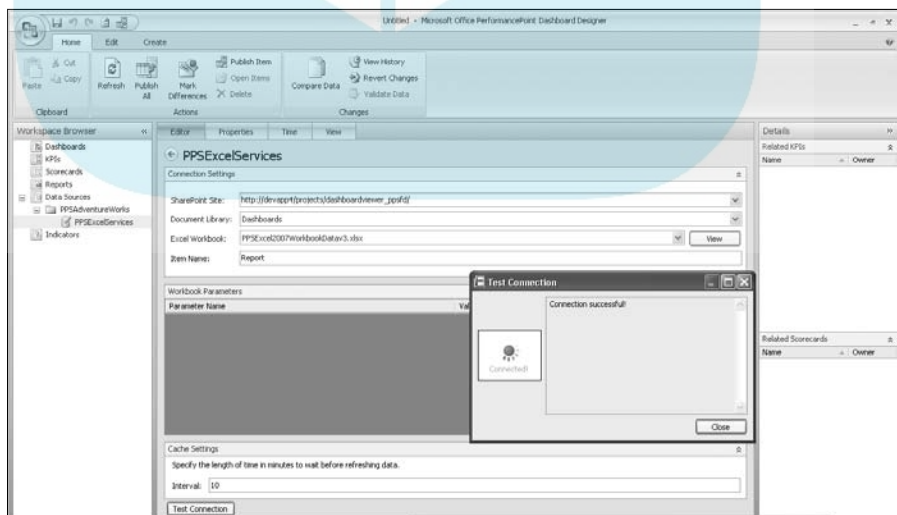 Untitled - Microsoft Office PerformancePoint Dashboard Designer
Home Edit Create
Paste
Cut
Copy
Clipboard
Refresh
Publish All
Mark Differences
Publish Item
Open Items
Delete
Actions
Compare Data
View History
Revert Changes
Validate Data
Changes
Workspace Browser
Dashboards
KPIs
Scorecards
Reports
Data Sources
PPSAdventureWorks
PPSExcelServices
Indicators
Editor Properties Time View
PPSExcelServices
Connection Settings
SharePoint Site: http://devappr4/projects/dashboardviewer_ppsfd/
Document Library: Dashboards
Excel Workbook: PPSExcel2007WorkbookDatav3.xlsx View
Item Name: Report
Workbook Parameters
Parameter Name
Test Connection
Connection successful!
Connected!
Close
Cache Settings
Specify the length of time in minutes to wait before refreshing data.
Interval: 10
Test Connection
Details
Related KPIs
Name Owner
Related Scorecards
Name Owner